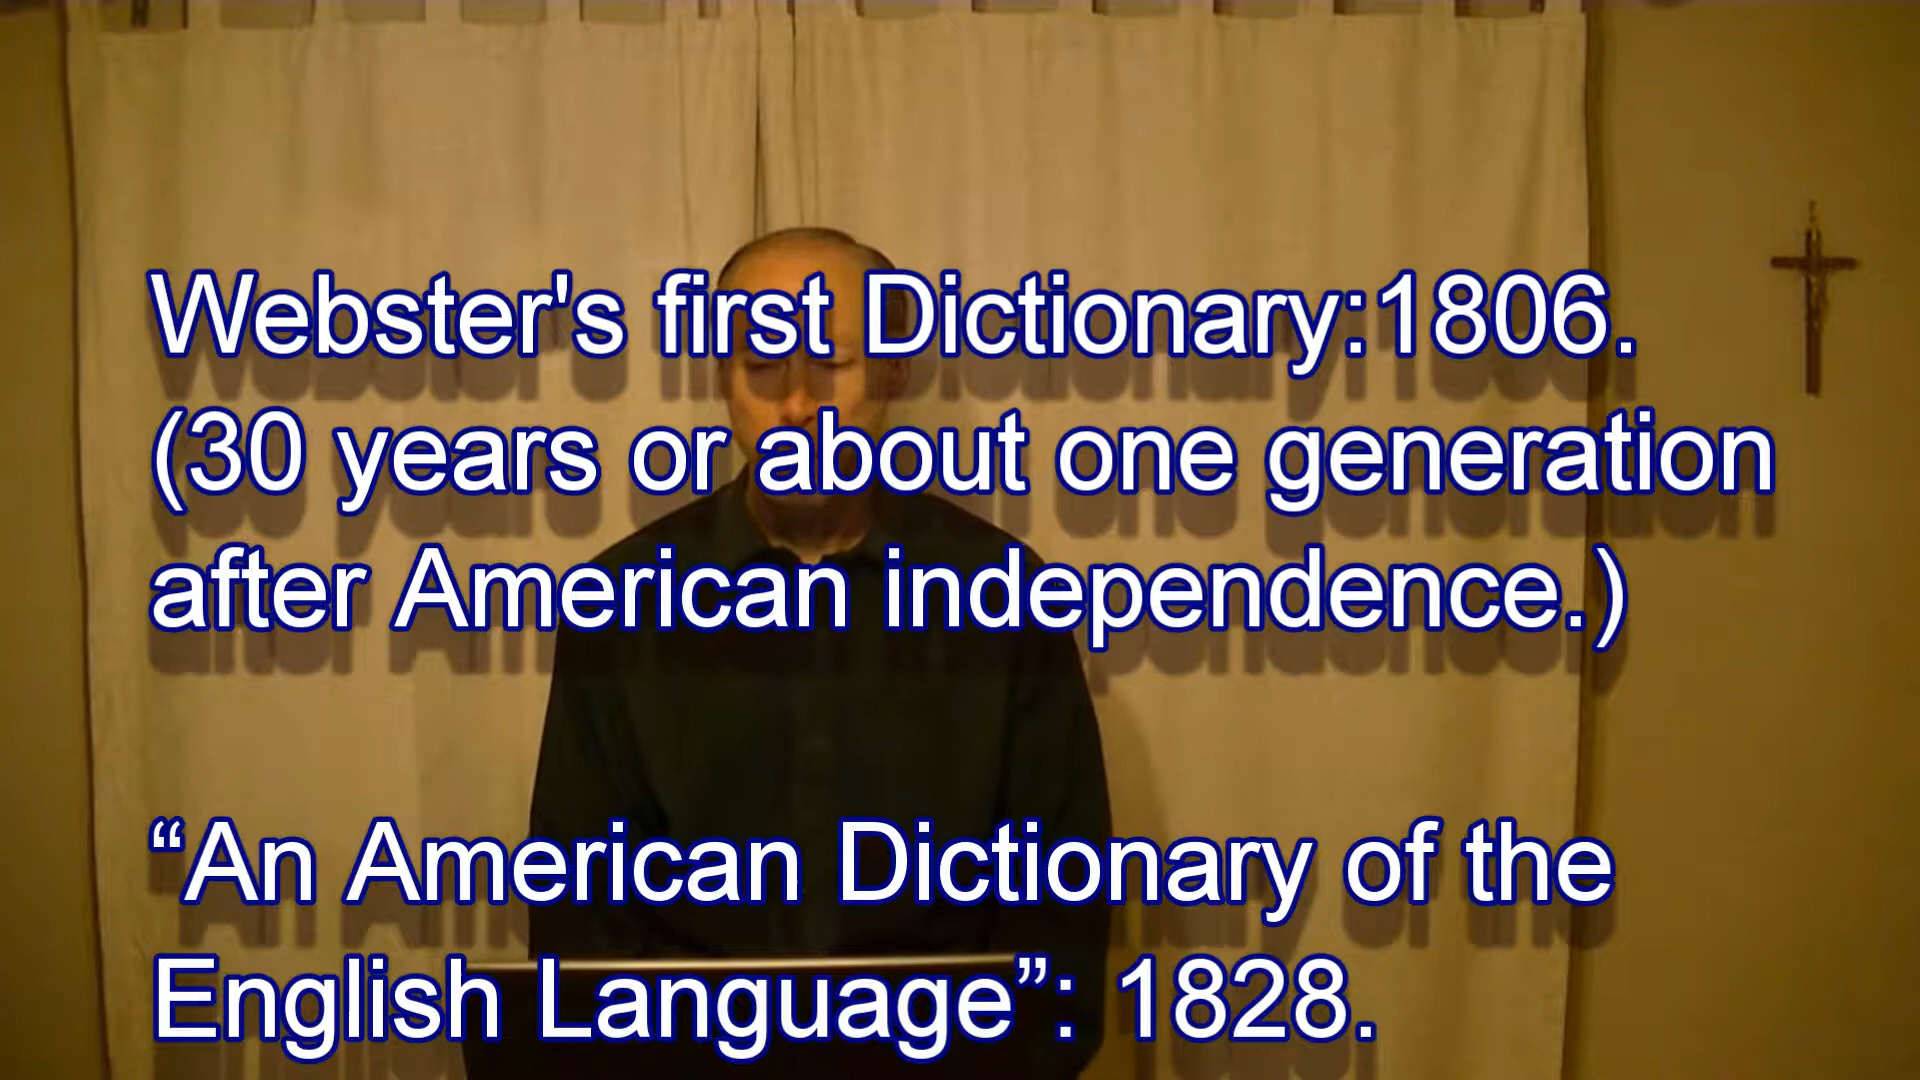 Webster's first Dictionary:1806.
(30 years or about one generation
after American independence.)
“An American Dictionary of the
English Language”: 1828.